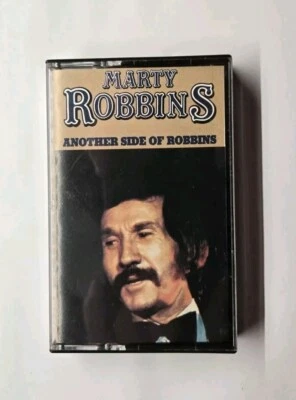 MARTY
ROBBINS
ANOTHER SIDE OF ROBBINS